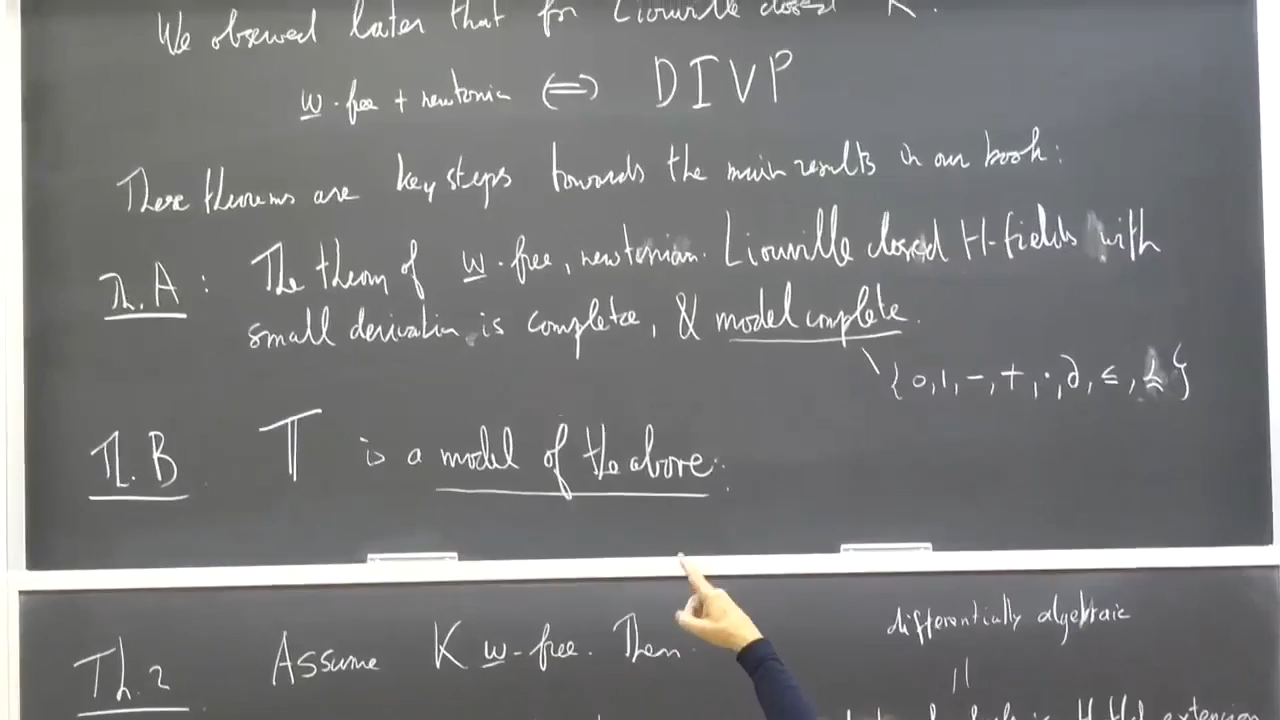 We observed later that for Liouville closed K.
w-free + newtonian ⟺ DIVP
These theorems are key steps towards the main results in our book:
Th.A: The theory of w-free, newtonian Liouville closed H-fields with
small derivation is complete, & model complete.
\{0,1,-,+,·,∂,≤,≼}
Th.B 𝕋 is a model of the above.
differentially algebraic
Th.2 Assume K w-free. Then
||
extension